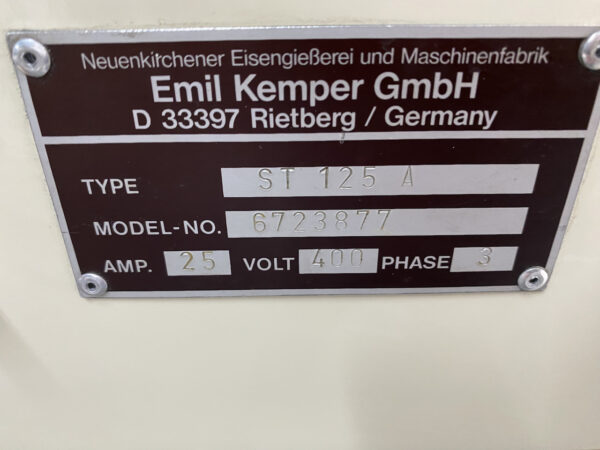 Neuenkirchener Eisengießerei und Maschinenfabrik
Emil Kemper GmbH
D 33397 Rietberg / Germany
TYPE ST 125 A
MODEL-NO. 6723877
AMP. 25 VOLT 400 PHASE 3